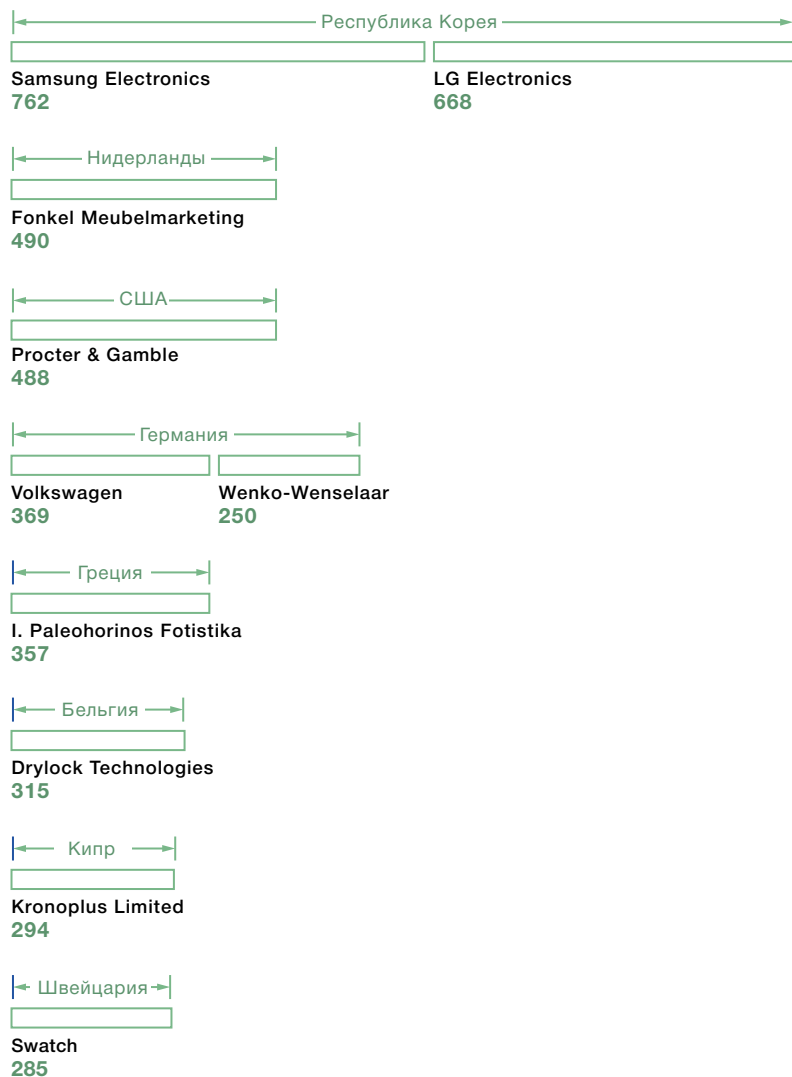 Республика Корея
Samsung Electronics LG Electronics
762 668
Нидерланды
Fonkel Meubelmarketing
490
США
Procter & Gamble
488
Германия
Volkswagen Wenko-Wenselaar
369 250
Греция
I. Paleohorinos Fotistika
357
Бельгия
Drylock Technologies
315
Кипр
Kronoplus Limited
294
Швейцария
Swatch
285